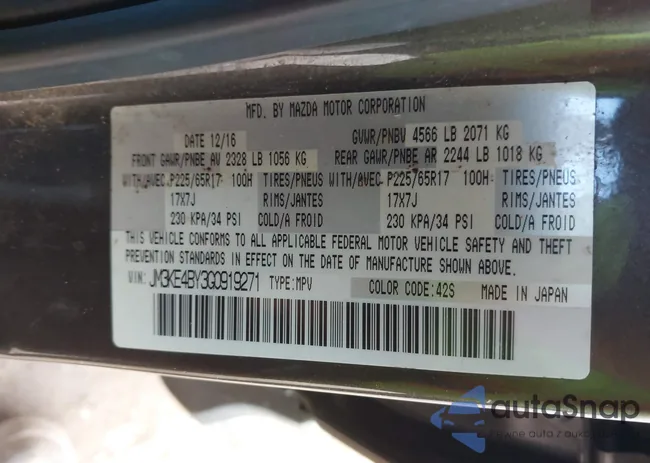 MFD. BY MAZDA MOTOR CORPORATION
DATE 12/16 GVWR/PNBV 4566 LB 2071 KG
FRONT GAWR/PNBE AV 2328 LB 1056 KG REAR GAWR/PNBE AR 2244 LB 1018 KG
WITH/AVEC P225/65R17 100H TIRES/PNEUS WITH/AVEC P225/65R17 100H TIRES/PNEUS
17X7J RIMS/JANTES 17X7J RIMS/JANTES
230 KPA/34 PSI COLD/A FROID 230 KPA/34 PSI COLD/A FROID
THIS VEHICLE CONFORMS TO ALL APPLICABLE FEDERAL MOTOR VEHICLE SAFETY AND THEFT
PREVENTION STANDARDS IN EFFECT ON THE DATE OF MANUFACTURE SHOWN ABOVE.
VIN: JM3KE4BY3G0919271 TYPE:MPV COLOR CODE:42S MADE IN JAPAN
autoSnap